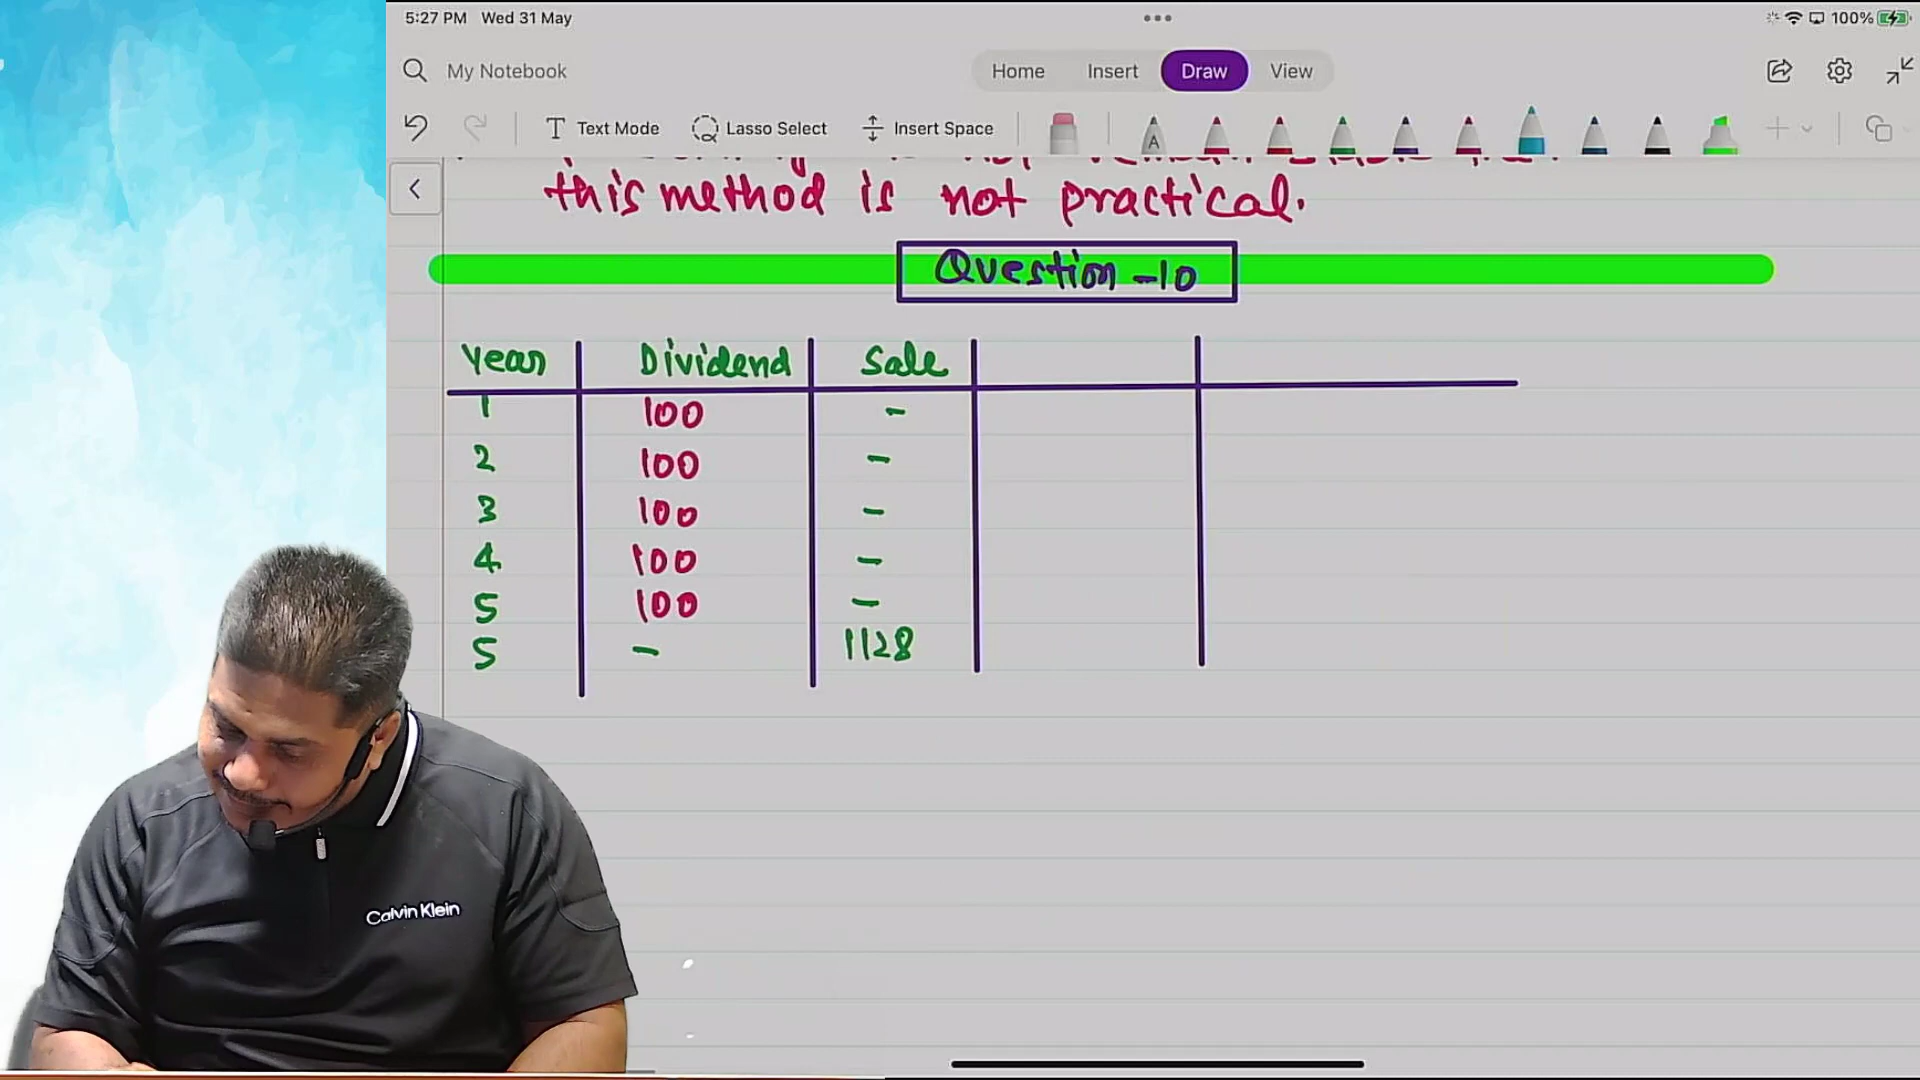 5:27 PM Wed 31 May
100%
My Notebook
Home Insert Draw View
Text Mode Lasso Select Insert Space
A
this method is not practical.
Question -10
Year Dividend Sale
1 100 -
2 100 -
3 100 -
4 100 -
5 100 -
5 - 1128
Calvin Klein